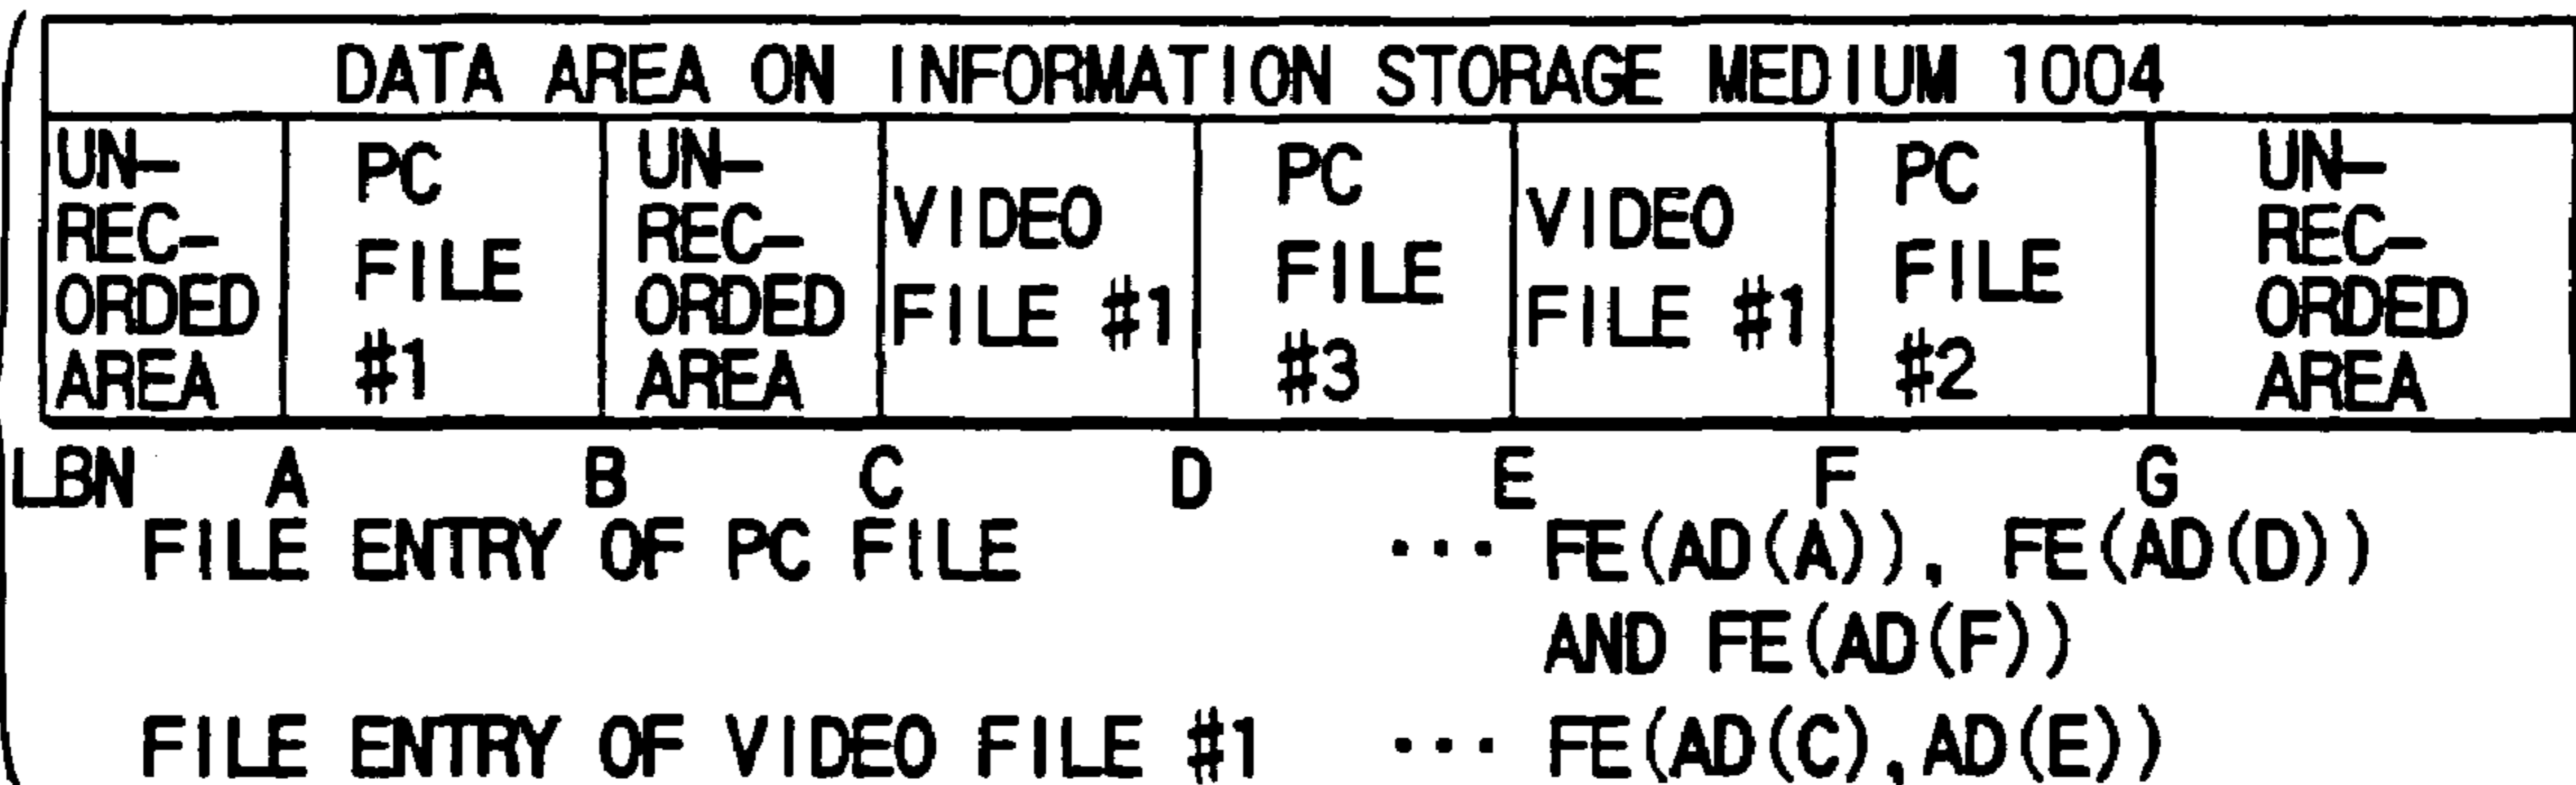 DATA AREA ON INFORMATION STORAGE MEDIUM 1004
UN-
REC-
ORDED
AREA
PC
FILE
#1
UN-
REC-
ORDED
AREA
VIDEO
FILE #1
PC
FILE
#3
VIDEO
FILE #1
PC
FILE
#2
UN-
REC-
ORDED
AREA
LBN A B C D E F G
FILE ENTRY OF PC FILE ··· FE(AD(A)), FE(AD(D))
AND FE(AD(F))
FILE ENTRY OF VIDEO FILE #1 ··· FE(AD(C),AD(E))